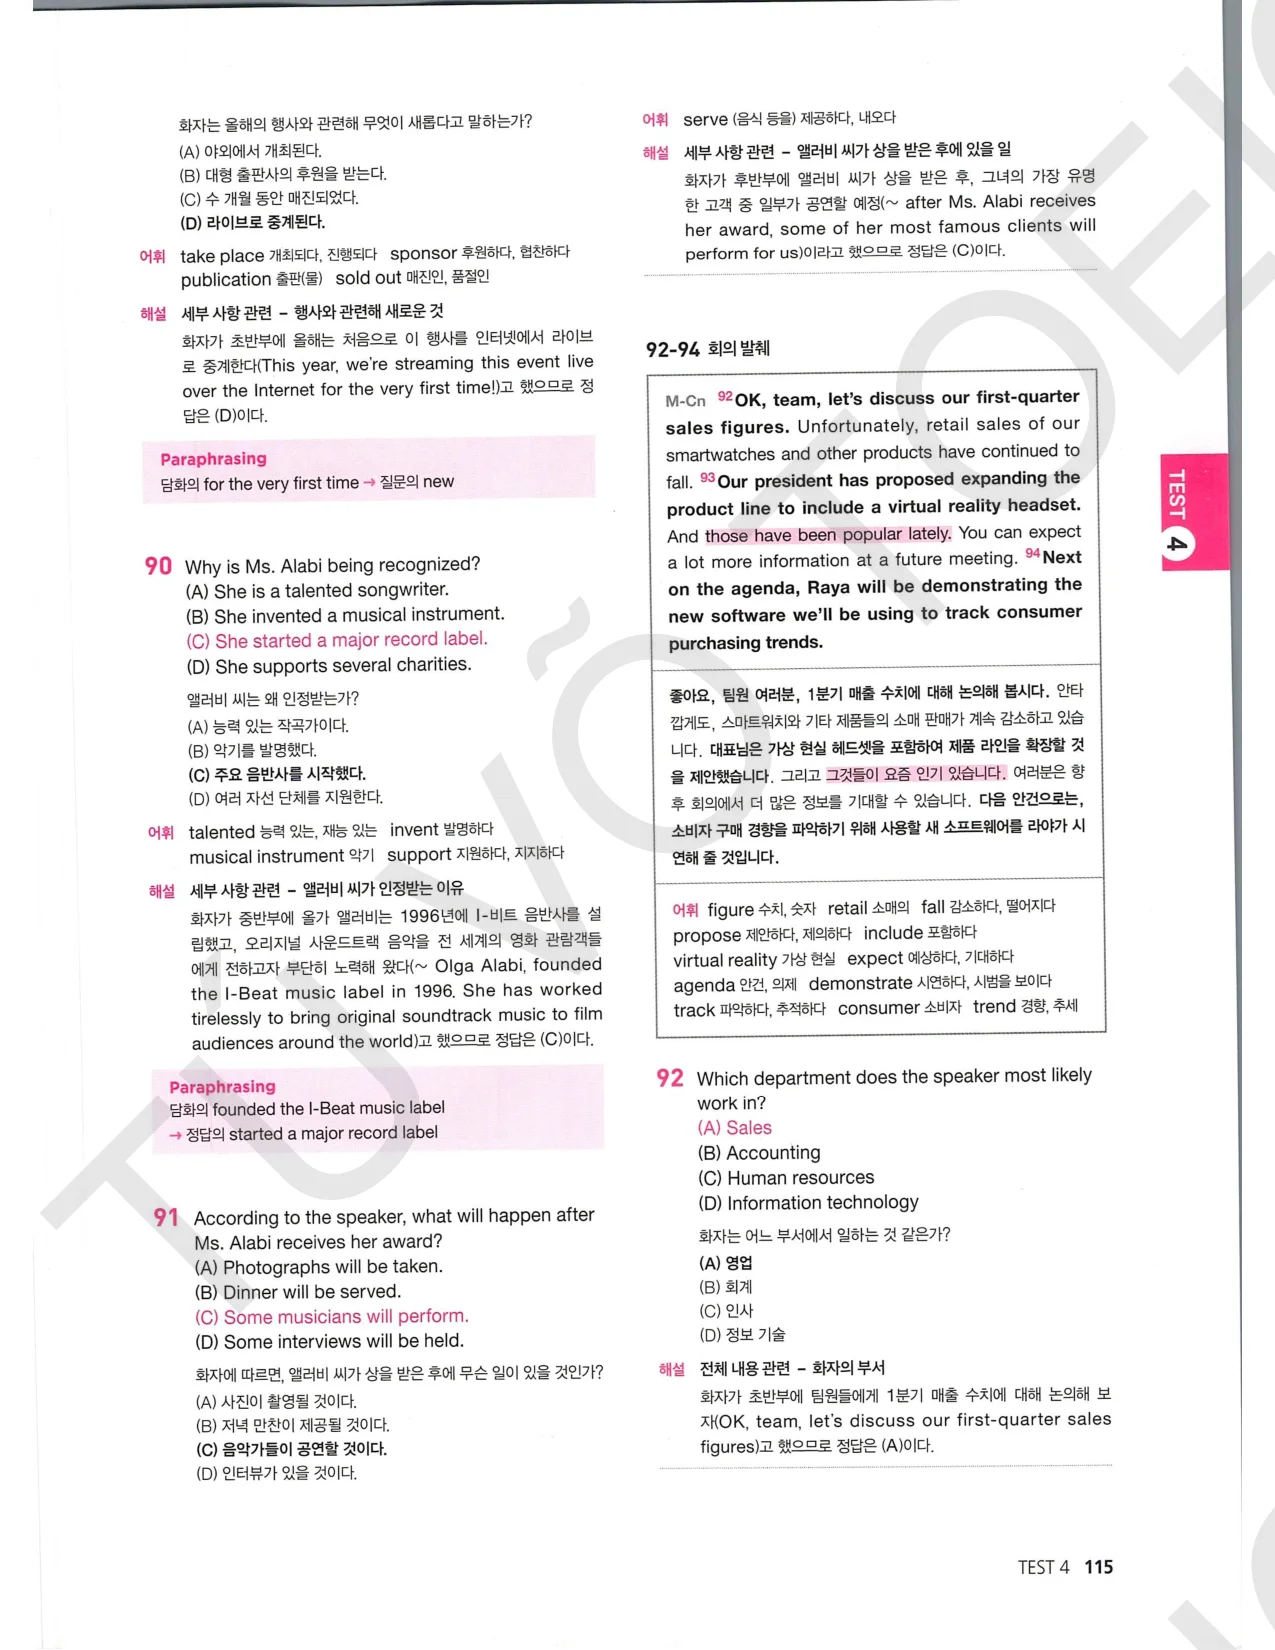 화자는 올해의 행사와 관련해 무엇이 새롭다고 말하는가?
(A) 야외에서 개최된다.
(B) 대형 출판사의 후원을 받는다.
(C) 수 개월 동안 매진되었다.
(D) 라이브로 중계된다.
어휘 take place 개최되다, 진행되다 sponsor 후원하다, 협찬하다
publication 출판(물) sold out 매진인, 품절인
해설 세부 사항 관련 – 행사와 관련해 새로운 것
화자가 초반부에 올해는 처음으로 이 행사를 인터넷에서 라이브
로 중계한다(This year, we're streaming this event live
over the Internet for the very first time!)고 했으므로 정
답은 (D)이다.
Paraphrasing
담화의 for the very first time → 질문의 new
90 Why is Ms. Alabi being recognized?
(A) She is a talented songwriter.
(B) She invented a musical instrument.
(C) She started a major record label.
(D) She supports several charities.
앨러비 씨는 왜 인정받는가?
(A) 능력 있는 작곡가이다.
(B) 악기를 발명했다.
(C) 주요 음반사를 시작했다.
(D) 여러 자선 단체를 지원한다.
어휘 talented 능력 있는, 재능 있는 invent 발명하다
musical instrument 악기 support 지원하다, 지지하다
해설 세부 사항 관련 – 앨러비 씨가 인정받는 이유
화자가 중반부에 올가 앨러비는 1996년에 I-비트 음반사를 설
립했고, 오리지널 사운드트랙 음악을 전 세계의 영화 관람객들
에게 전하고자 부단히 노력해 왔다(~ Olga Alabi, founded
the I-Beat music label in 1996. She has worked
tirelessly to bring original soundtrack music to film
audiences around the world)고 했으므로 정답은 (C)이다.
Paraphrasing
담화의 founded the I-Beat music label
→ 정답의 started a major record label
91 According to the speaker, what will happen after
Ms. Alabi receives her award?
(A) Photographs will be taken.
(B) Dinner will be served.
(C) Some musicians will perform.
(D) Some interviews will be held.
화자에 따르면, 앨러비 씨가 상을 받은 후에 무슨 일이 있을 것인가?
(A) 사진이 촬영될 것이다.
(B) 저녁 만찬이 제공될 것이다.
(C) 음악가들이 공연할 것이다.
(D) 인터뷰가 있을 것이다.
어휘 serve (음식 등을) 제공하다, 내오다
해설 세부 사항 관련 – 앨러비 씨가 상을 받은 후에 있을 일
화자가 후반부에 앨러비 씨가 상을 받은 후, 그녀의 가장 유명
한 고객 중 일부가 공연할 예정(~ after Ms. Alabi receives
her award, some of her most famous clients will
perform for us)이라고 했으므로 정답은 (C)이다.
92-94 회의 발췌
M-Cn 92OK, team, let's discuss our first-quarter
sales figures. Unfortunately, retail sales of our
smartwatches and other products have continued to
fall. 93Our president has proposed expanding the
product line to include a virtual reality headset.
And those have been popular lately. You can expect
a lot more information at a future meeting. 94Next
on the agenda, Raya will be demonstrating the
new software we'll be using to track consumer
purchasing trends.
좋아요, 팀원 여러분, 1분기 매출 수치에 대해 논의해 봅시다. 안타
깝게도, 스마트워치와 기타 제품들의 소매 판매가 계속 감소하고 있습
니다. 대표님은 가상 현실 헤드셋을 포함하여 제품 라인을 확장할 것
을 제안했습니다. 그리고 그것들이 요즘 인기 있습니다. 여러분은 향
후 회의에서 더 많은 정보를 기대할 수 있습니다. 다음 안건으로는,
소비자 구매 경향을 파악하기 위해 사용할 새 소프트웨어를 라야가 시
연해 줄 것입니다.
어휘 figure 수치, 숫자 retail 소매의 fall 감소하다, 떨어지다
propose 제안하다, 제의하다 include 포함하다
virtual reality 가상 현실 expect 예상하다, 기대하다
agenda 안건, 의제 demonstrate 시연하다, 시범을 보이다
track 파악하다, 추적하다 consumer 소비자 trend 경향, 추세
92 Which department does the speaker most likely
work in?
(A) Sales
(B) Accounting
(C) Human resources
(D) Information technology
화자는 어느 부서에서 일하는 것 같은가?
(A) 영업
(B) 회계
(C) 인사
(D) 정보 기술
해설 전체 내용 관련 – 화자의 부서
화자가 초반부에 팀원들에게 1분기 매출 수치에 대해 논의해 보
자(OK, team, let's discuss our first-quarter sales
figures)고 했으므로 정답은 (A)이다.
TEST 4
TEST 4 115
TÚ VÕ TOEIC